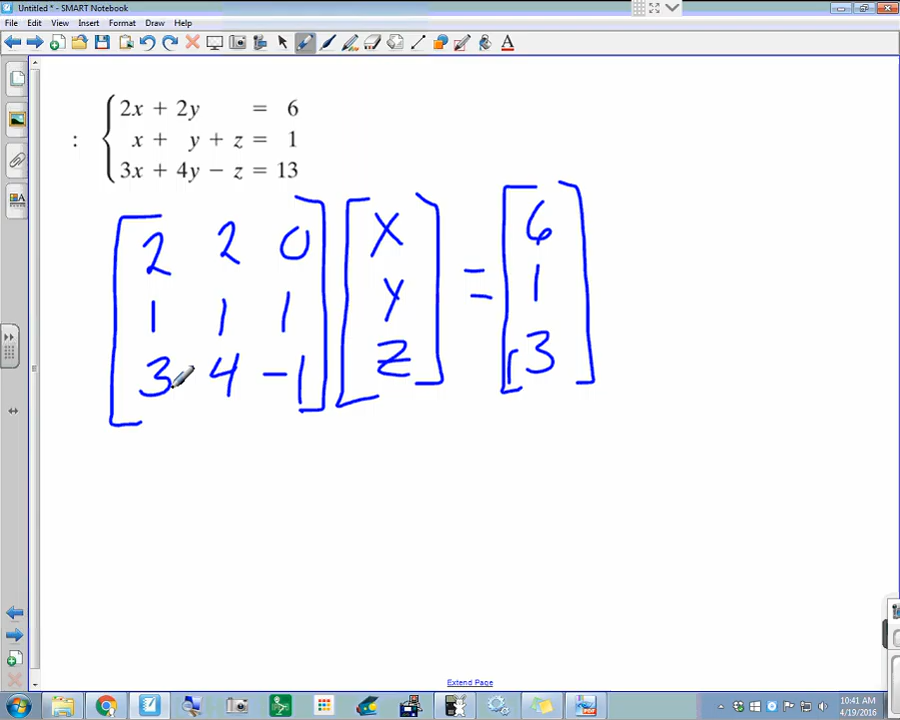 Untitled * - SMART Notebook
File Edit View Insert Format Draw Help
2x + 2y = 6
: x + y + z = 1
3x + 4y − z = 13
2 2 0 x = 6
1 1 1 y 1
3 4 -1 z 13
Extend Page
10:41 AM
4/19/2016